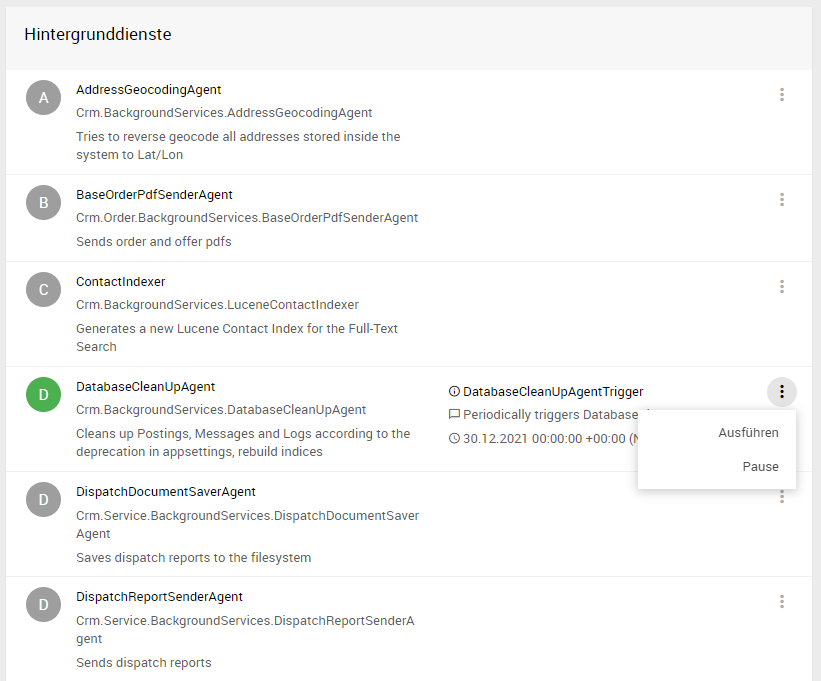 Hintergrunddienste
A
AddressGeocodingAgent
Crm.BackgroundServices.AddressGeocodingAgent
Tries to reverse geocode all addresses stored inside the
system to Lat/Lon
B
BaseOrderPdfSenderAgent
Crm.Order.BackgroundServices.BaseOrderPdfSenderAgent
Sends order and offer pdfs
C
ContactIndexer
Crm.BackgroundServices.LuceneContactIndexer
Generates a new Lucene Contact Index for the Full-Text
Search
D
DatabaseCleanUpAgent
Crm.BackgroundServices.DatabaseCleanUpAgent
Cleans up Postings, Messages and Logs according to the
deprecation in appsettings, rebuild indices
DatabaseCleanUpAgentTrigger
Periodically triggers Database
30.12.2021 00:00:00 +00:00
Ausführen
Pause
D
DispatchDocumentSaverAgent
Crm.Service.BackgroundServices.DispatchDocumentSaver
Agent
Saves dispatch reports to the filesystem
D
DispatchReportSenderAgent
Crm.Service.BackgroundServices.DispatchReportSenderA
gent
Sends dispatch reports